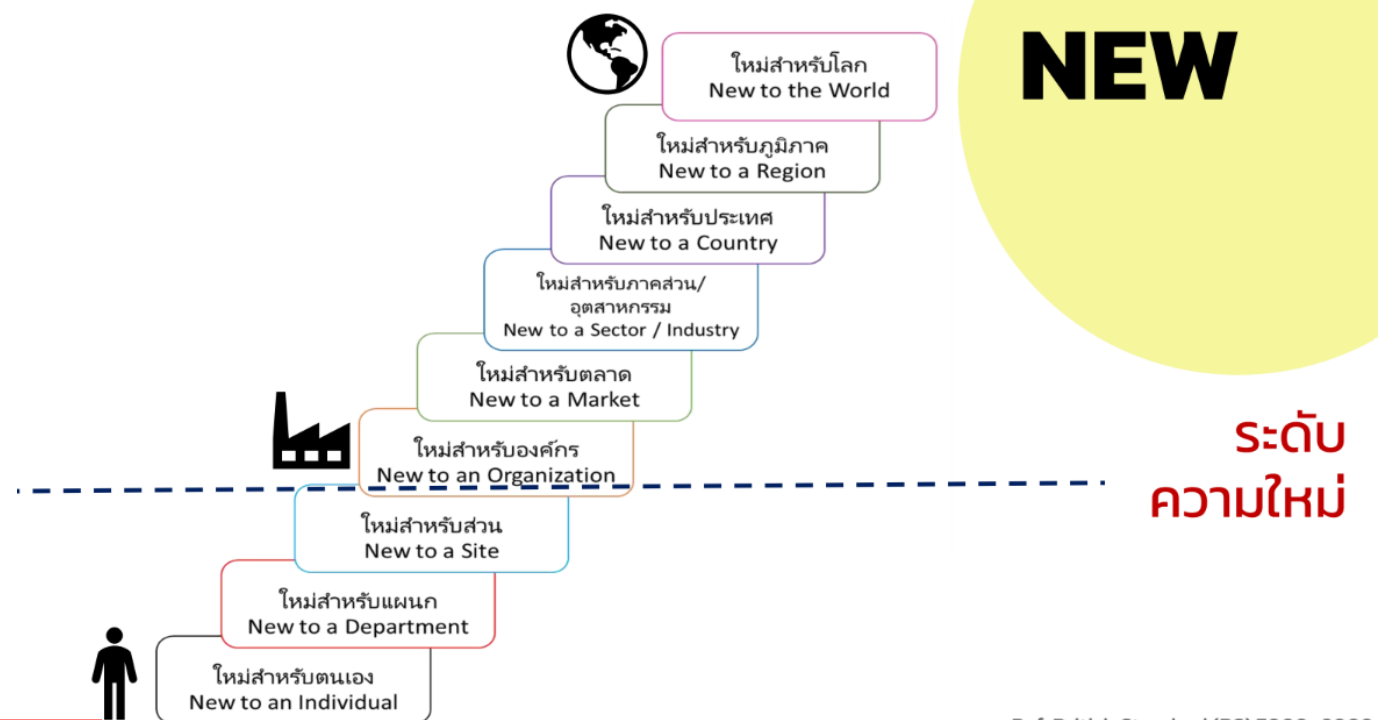 NEW
ใหม่สำหรับโลก
New to the World
ใหม่สำหรับภูมิภาค
New to a Region
ใหม่สำหรับประเทศ
New to a Country
ใหม่สำหรับภาคส่วน/
อุตสาหกรรม
New to a Sector / Industry
ใหม่สำหรับตลาด
New to a Market
ใหม่สำหรับองค์กร
New to an Organization
ใหม่สำหรับส่วน
New to a Site
ใหม่สำหรับแผนก
New to a Department
ใหม่สำหรับตนเอง
New to an Individual
ระดับ
ความใหม่